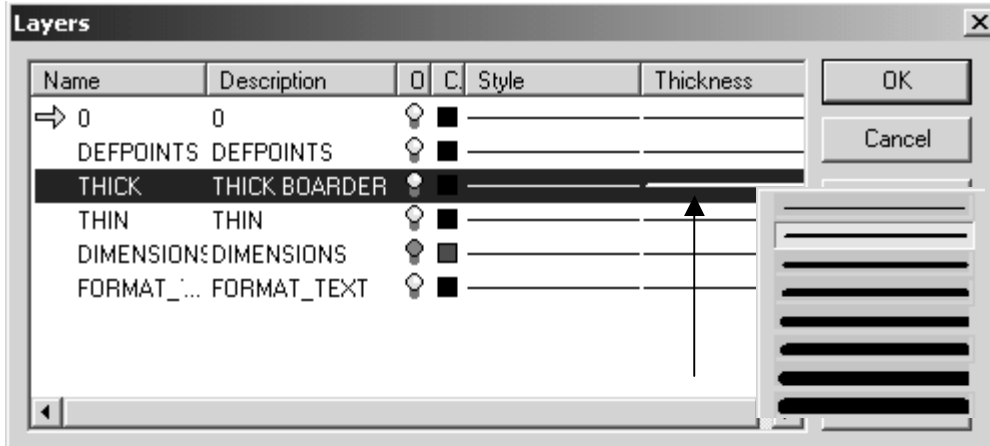 Layers
Name Description O C. Style Thickness OK
0 0
Cancel
DEFPOINTS DEFPOINTS
THICK THICK BOARDER
THIN THIN
DIMENSIONS DIMENSIONS
FORMAT_'... FORMAT_TEXT